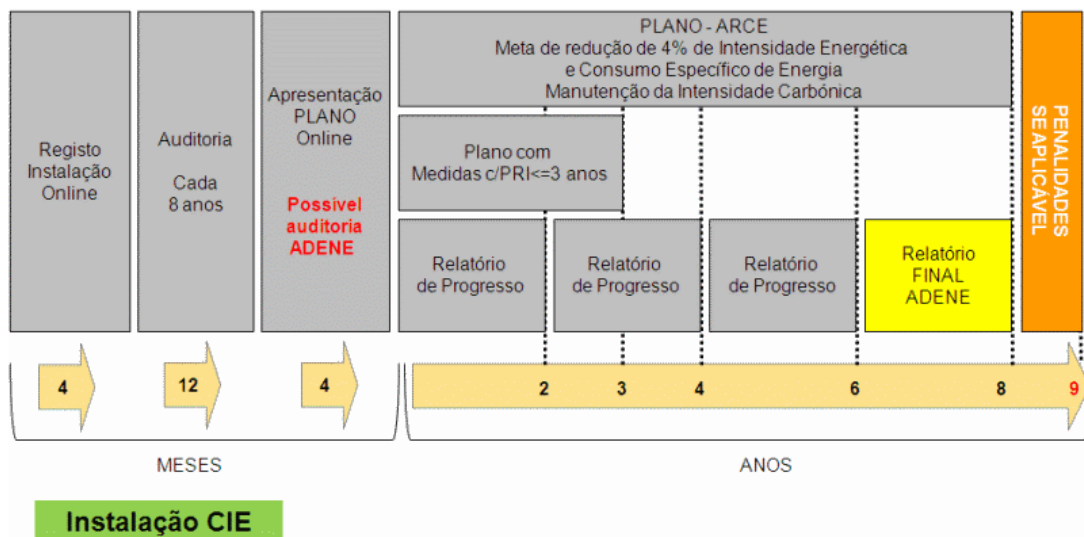 Registo
Instalação
Online
Auditoria
Cada
8 anos
Apresentação
PLANO
Online
Possivel
auditoria
ADENE
PLANO - ARCE
Meta de redução de 4% de Intensidade Energética
e Consumo Específico de Energia
Manutenção da Intensidade Carbónica
Plano com
Medidas c/PRI<=3 anos
Relatório
de Progresso
Relatório
de Progresso
Relatório
de Progresso
Relatório
FINAL
ADENE
PENALIDADES
SE APLICÁVEL
4
12
4
2
3
4
6
8
9
MESES
ANOS
Instalação CIE